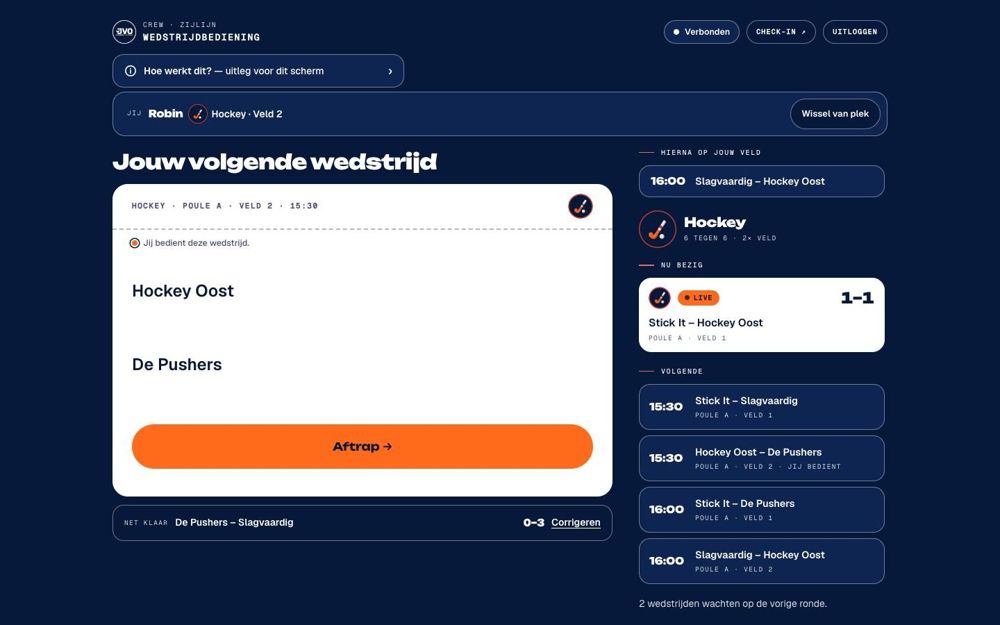 JVO
CREW · ZIJLIJN
WEDSTRIJDBEDIENING
Verbonden
CHECK-IN ↗
UITLOGGEN
Hoe werkt dit? — uitleg voor dit scherm
JIJ Robin Hockey · Veld 2
Wissel van plek
Jouw volgende wedstrijd
HOCKEY · POULE A · VELD 2 · 15:30
Jij bedient deze wedstrijd.
Hockey Oost
De Pushers
Aftrap →
NET KLAAR De Pushers – Slagvaardig 0–3 Corrigeren
HIERNA OP JOUW VELD
16:00 Slagvaardig – Hockey Oost
Hockey
6 TEGEN 6 · 2× VELD
NU BEZIG
LIVE 1–1
Stick It – Hockey Oost
POULE A · VELD 1
VOLGENDE
15:30 Stick It – Slagvaardig
POULE A · VELD 1
15:30 Hockey Oost – De Pushers
POULE A · VELD 2 · JIJ BEDIENT
16:00 Stick It – De Pushers
POULE A · VELD 1
16:00 Slagvaardig – Hockey Oost
POULE A · VELD 2
2 wedstrijden wachten op de vorige ronde.